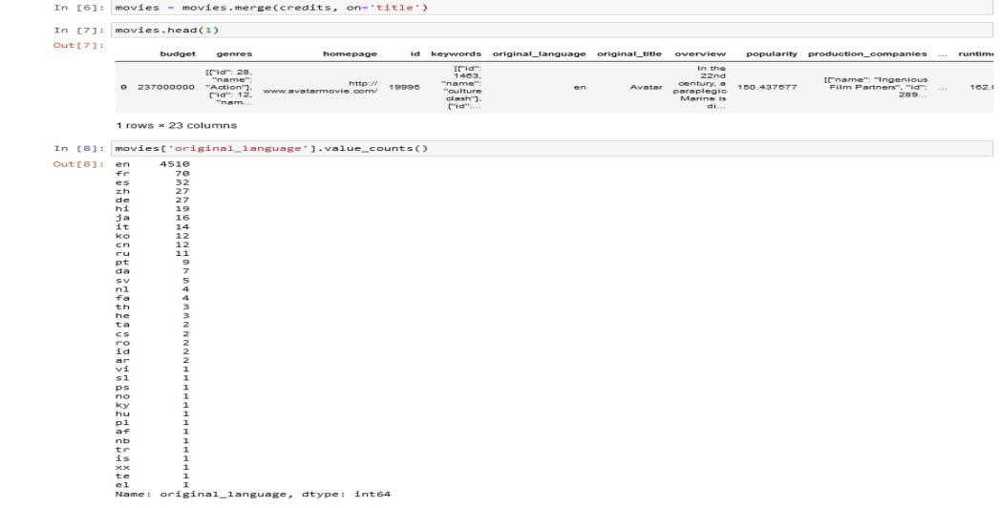 In [6]: movies = movies.merge(credits, on='title')
In [7]: movies.head(1)
Out[7]:
budget genres homepage id keywords original_language original_title overview popularity production_companies ... runtime
0 237000000 [{"id": 28, "name": "Action"}, {"id": 12, "nam... http://www.avatarmovie.com/ 19995 [{"id": 1463, "name": "culture clash"}, {"id":... en Avatar In the 22nd century, a paraplegic Marine is di... 150.437577 [{"name": "Ingenious Film Partners", "id": 289... ... 162.0
1 rows × 23 columns
In [8]: movies['original_language'].value_counts()
Out[8]: en 4510
fr 70
es 32
zh 27
de 27
hi 19
ja 16
it 14
ko 12
cn 12
ru 11
pt 9
da 7
sv 5
nl 4
fa 4
th 3
he 3
ta 2
cs 2
ro 2
id 2
ar 2
vi 1
sl 1
ps 1
no 1
ky 1
hu 1
pl 1
af 1
nb 1
tr 1
is 1
xx 1
te 1
el 1
Name: original_language, dtype: int64